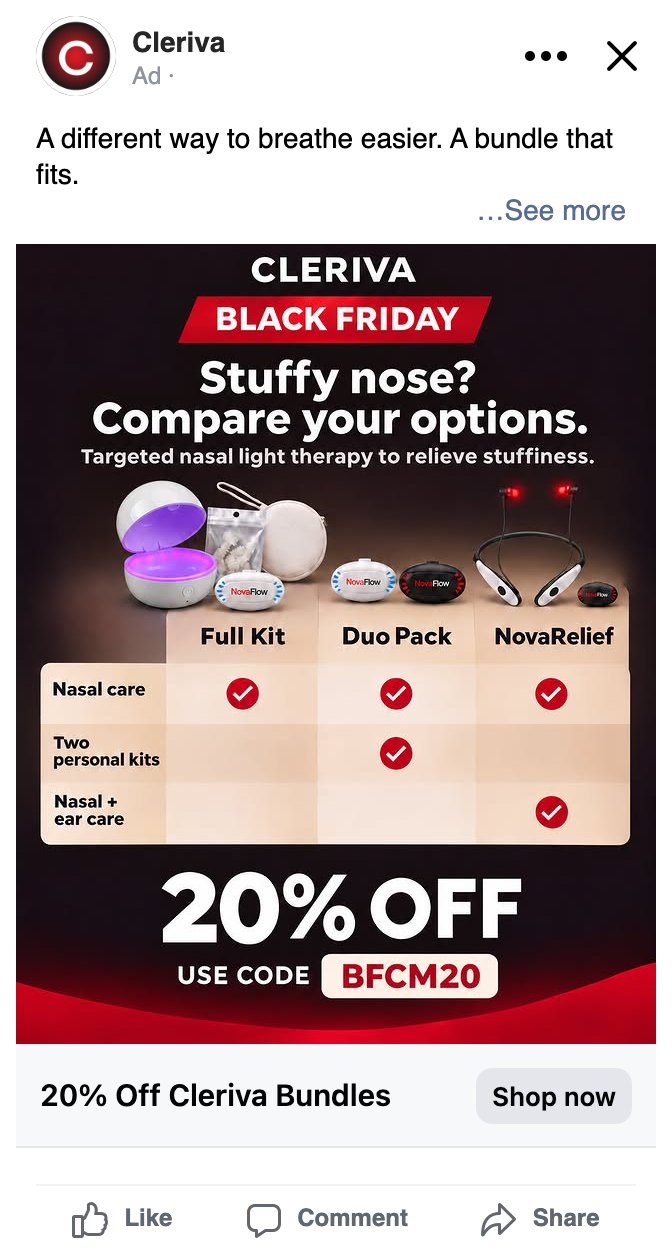 C
Cleriva
Ad ·
A different way to breathe easier. A bundle that
fits.
...See more
CLERIVA
BLACK FRIDAY
Stuffy nose?
Compare your options.
Targeted nasal light therapy to relieve stuffiness.
NovaFlow
NovaFlow
NovaFlow
NovaFlow
Full Kit
Duo Pack
NovaRelief
Nasal care
Two
personal kits
Nasal +
ear care
20% OFF
USE CODE BFCM20
20% Off Cleriva Bundles
Shop now
Like
Comment
Share